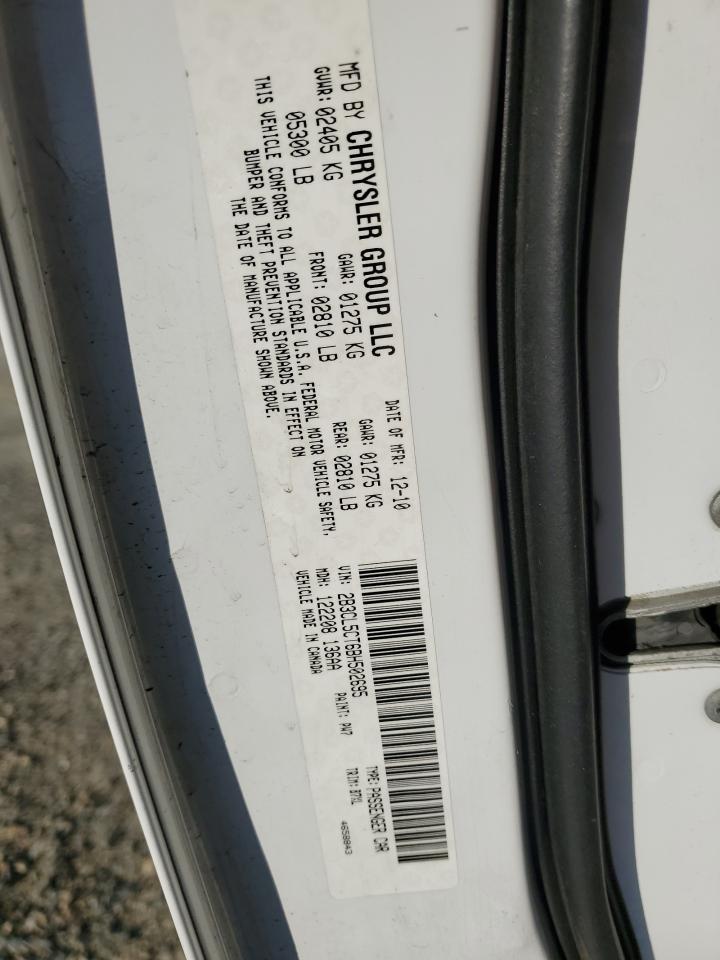 MFD BY CHRYSLER GROUP LLC DATE OF MFR: 12-10
GVWR: 02405 KG GAWR: 01275 KG GAWR: 01275 KG
05300 LB FRONT: 02810 LB REAR: 02810 LB
THIS VEHICLE CONFORMS TO ALL APPLICABLE U.S.A. FEDERAL MOTOR VEHICLE SAFETY,
BUMPER AND THEFT PREVENTION STANDARDS IN EFFECT ON
THE DATE OF MANUFACTURE SHOWN ABOVE.
VIN: 2B3CL5CT6BH502695 TYPE: PASSENGER CAR
MDH: 122208 136AA PAINT: PW7 TRIM:
VEHICLE MADE IN CANADA 4658843